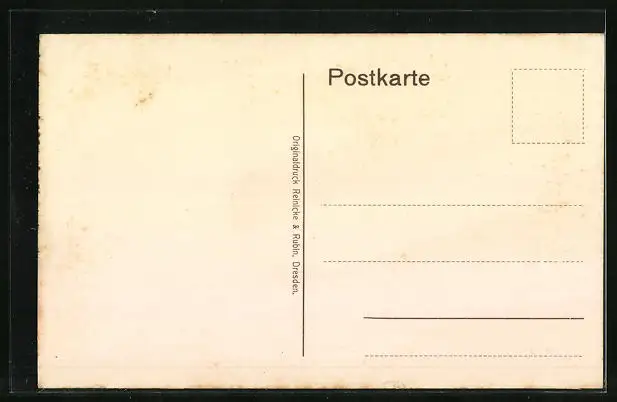 Postkarte
Originaldruck Reinicke & Rubin, Dresden.